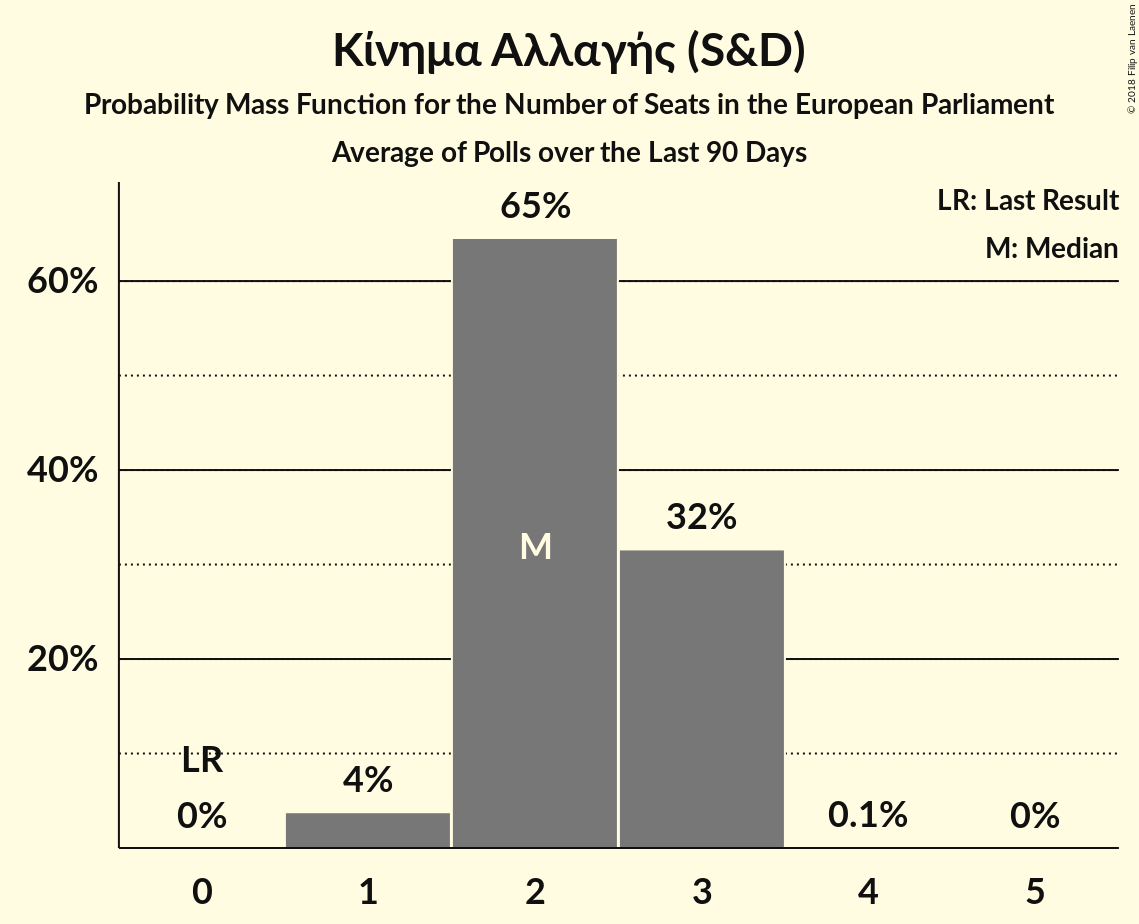 Κίνημα Αλλαγής (S&D)
Probability Mass Function for the Number of Seats in the European Parliament
Average of Polls over the Last 90 Days
© 2018 Filip van Laenen
LR: Last Result
M: Median
65%
60%
40%
32%
M
20%
LR
4%
0%
0.1%
0%
0 1 2 3 4 5